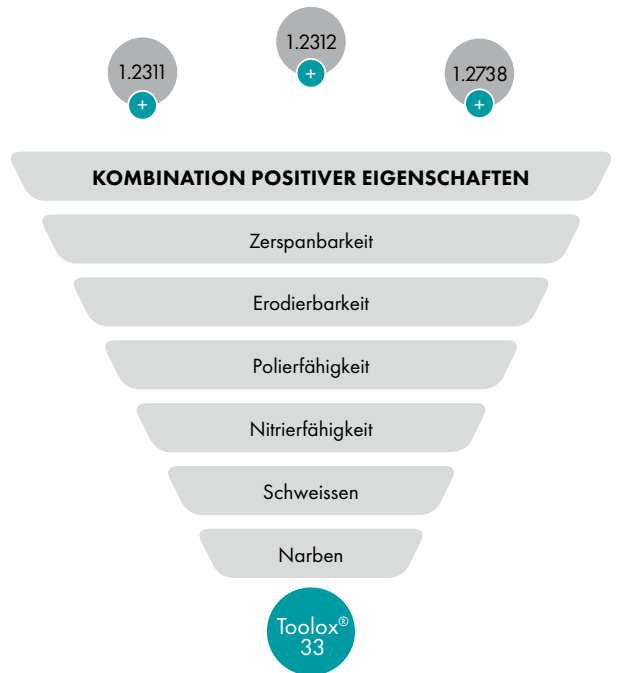 1.2311
1.2312
1.2738
+
+
+
KOMBINATION POSITIVER EIGENSCHAFTEN
Zerspanbarkeit
Erodierbarkeit
Polierfähigkeit
Nitrierfähigkeit
Schweissen
Narben
Toolox®
33